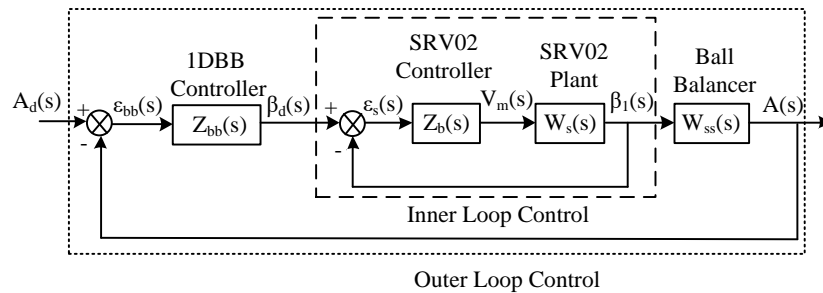 1DBB
Controller
SRV02
Controller
SRV02
Plant
Ball
Balancer
A_d(s)
+
-
ε_bb(s)
Z_bb(s)
β_d(s)
+
-
ε_s(s)
Z_b(s)
V_m(s)
W_s(s)
β_1(s)
W_ss(s)
A(s)
Inner Loop Control
Outer Loop Control